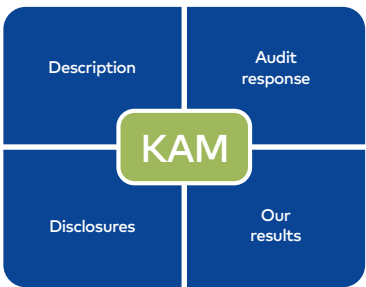 Description
Audit
response
KAM
Disclosures
Our
results